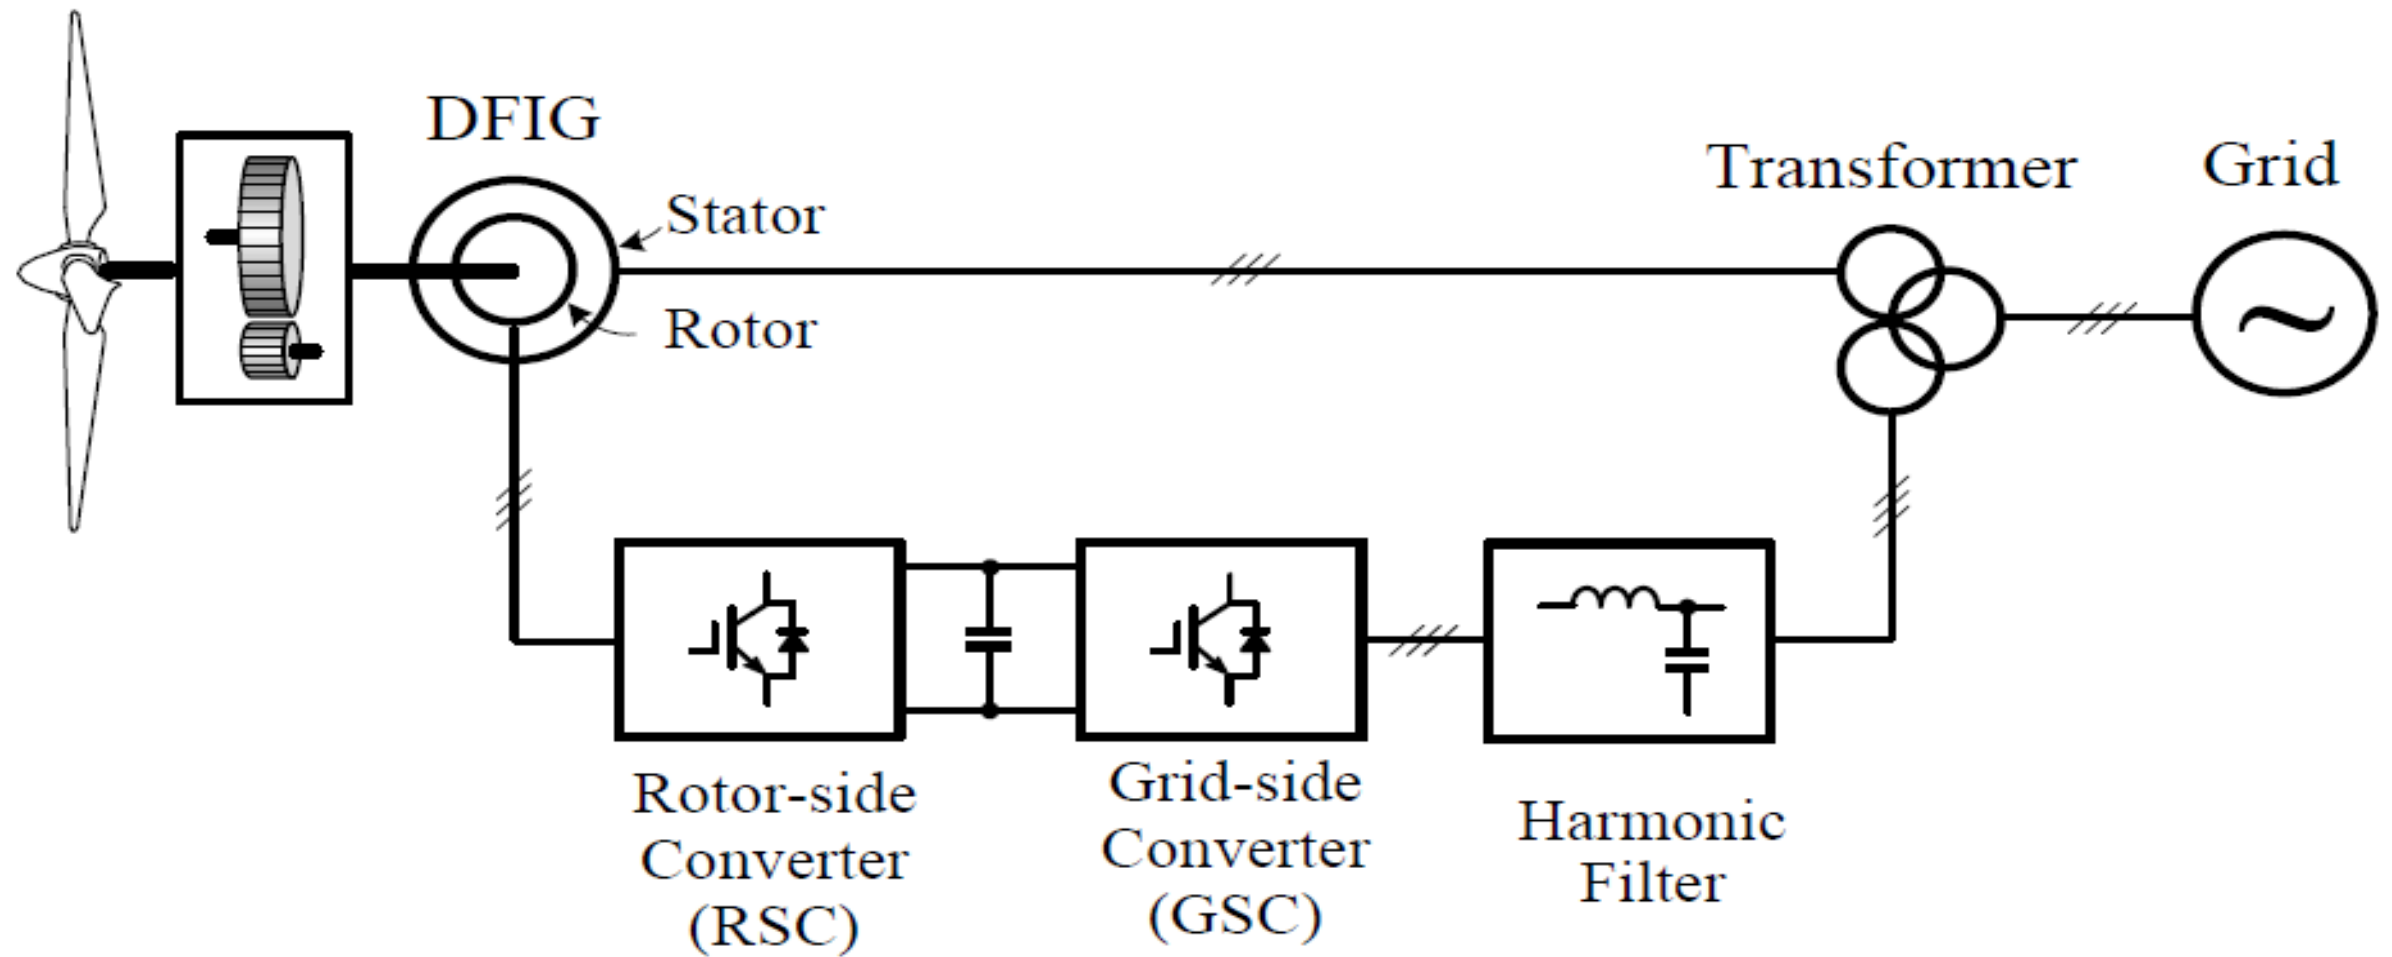 DFIG
Stator
Rotor
Transformer
Grid
Rotor-side
Converter
(RSC)
Grid-side
Converter
(GSC)
Harmonic
Filter